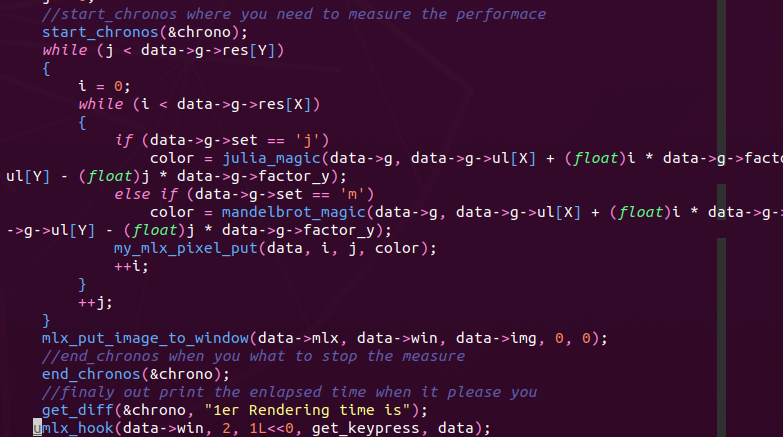 //start_chronos where you need to measure the performace
start_chronos(&chrono);
while (j < data->g->res[Y])
{
i = 0;
while (i < data->g->res[X])
{
if (data->g->set == 'j')
color = julia_magic(data->g, data->g->ul[X] + (float)i * data->g->facto
ul[Y] - (float)j * data->g->factor_y);
else if (data->g->set == 'm')
color = mandelbrot_magic(data->g, data->g->ul[X] + (float)i * data->g-
->g->ul[Y] - (float)j * data->g->factor_y);
my_mlx_pixel_put(data, i, j, color);
++i;
}
++j;
}
mlx_put_image_to_window(data->mlx, data->win, data->img, 0, 0);
//end_chronos when you what to stop the measure
end_chronos(&chrono);
//finaly out print the enlapsed time when it please you
get_diff(&chrono, "1er Rendering time is");
umlx_hook(data->win, 2, 1L<<0, get_keypress, data);